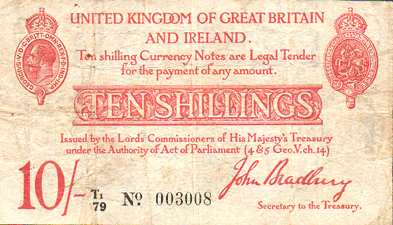 UNITED KINGDOM OF GREAT BRITAIN
AND IRELAND.
Ten shilling Currency Notes are Legal Tender
for the payment of any amount.
TEN SHILLINGS
Issued by the Lords Commissioners of His Majesty's Treasury
under the Authority of Act of Parliament (4 & 5 Geo.V.ch.14)
10/- T1/79 No. 003008
John Bradbury
Secretary to the Treasury.